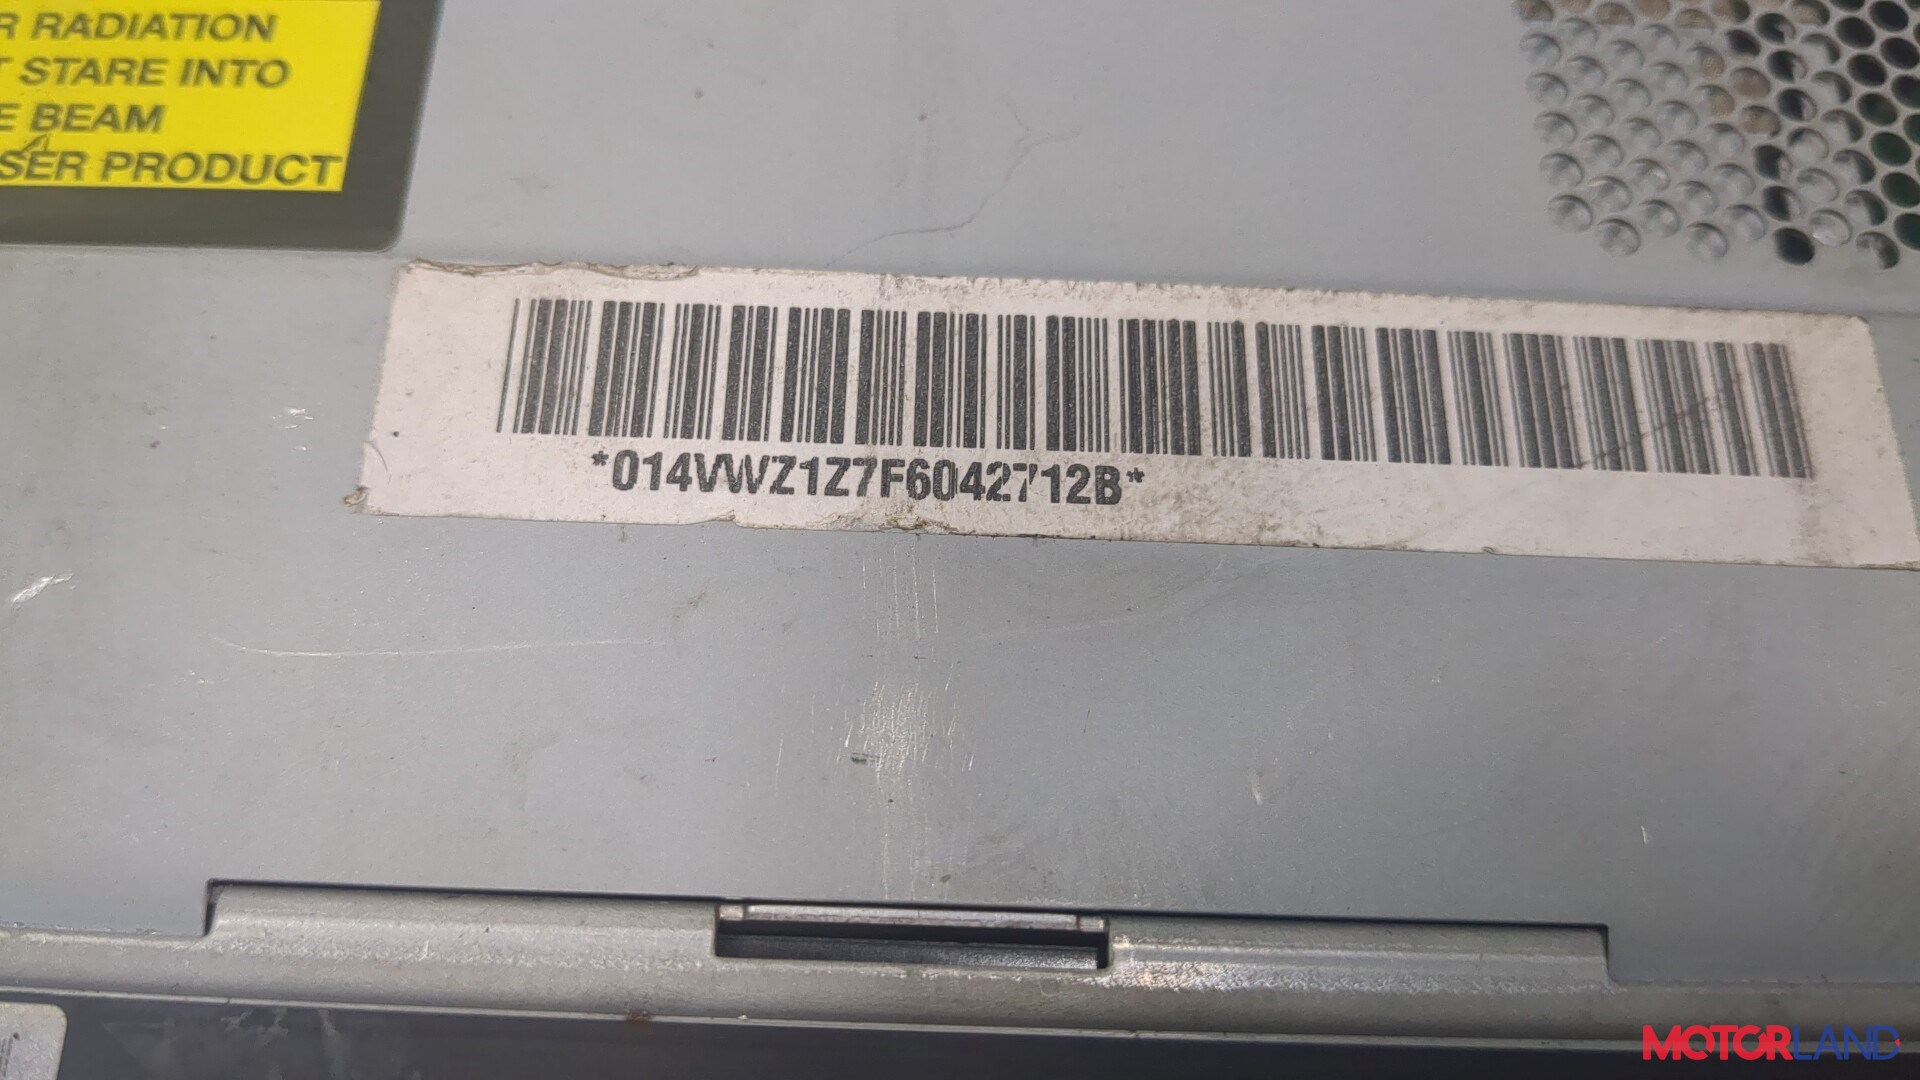 R RADIATION
T STARE INTO
E BEAM
SER PRODUCT
*014VWZ1Z7F6042712B*
MOTORLAND